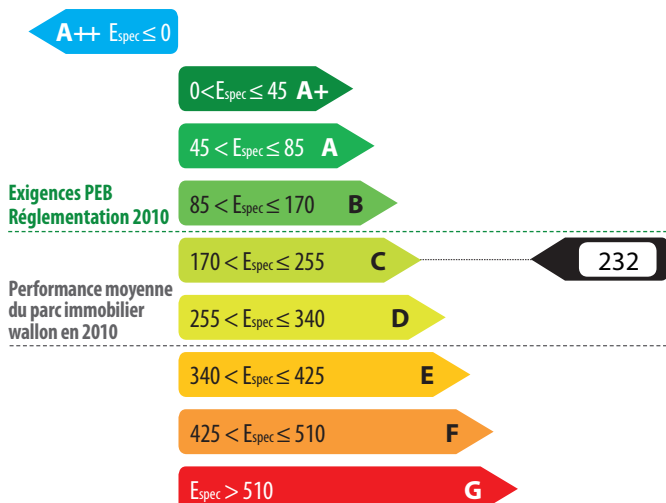 A++ Espec ≤ 0
0<Espec ≤ 45 A+
45 < Espec ≤ 85 A
Exigences PEB
Réglementation 2010
85 < Espec ≤ 170 B
170 < Espec ≤ 255 C
232
Performance moyenne
du parc immobilier
wallon en 2010
255 < Espec ≤ 340 D
340 < Espec ≤ 425 E
425 < Espec ≤ 510 F
Espec > 510 G